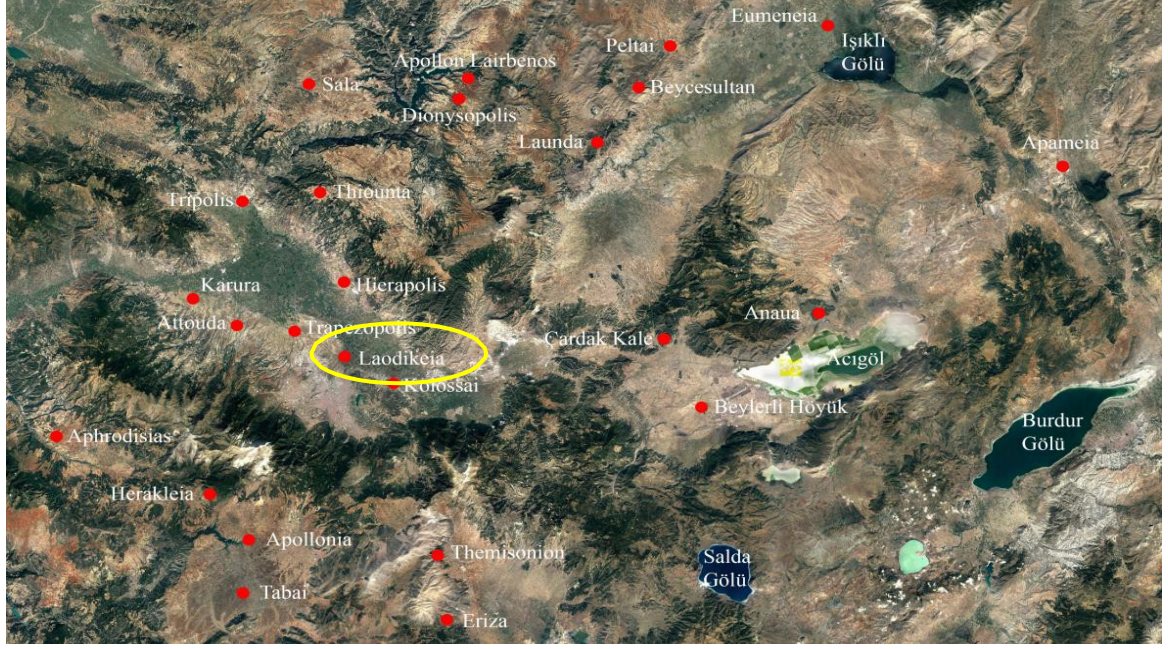 Eumeneia
Işıklı
Gölü
Peltai
Apollon Lairbenos
Sala
Beycesultan
Dionysopolis
Launda
Apameia
Thiounta
Tripolis
Karura
Hierapolis
Anaua
Attouda
Trapezopolis
Cardak Kale
Laodikeia
Acıgöl
Kolossai
Beylerli Höyük
Burdur
Gölü
Aphrodisias
Herakleia
Apollonia
Themisonion
Salda
Gölü
Tabai
Eriza